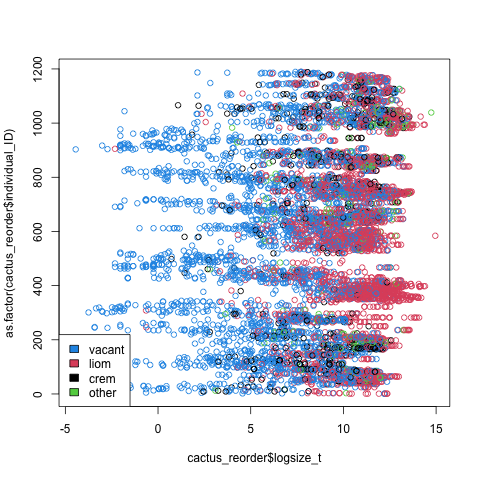 1200
1000
800
600
400
200
0
as.factor(cactus_reorder$individual_ID)
vacant
liom
crem
other
-5 0 5 10 15
cactus_reorder$logsize_t